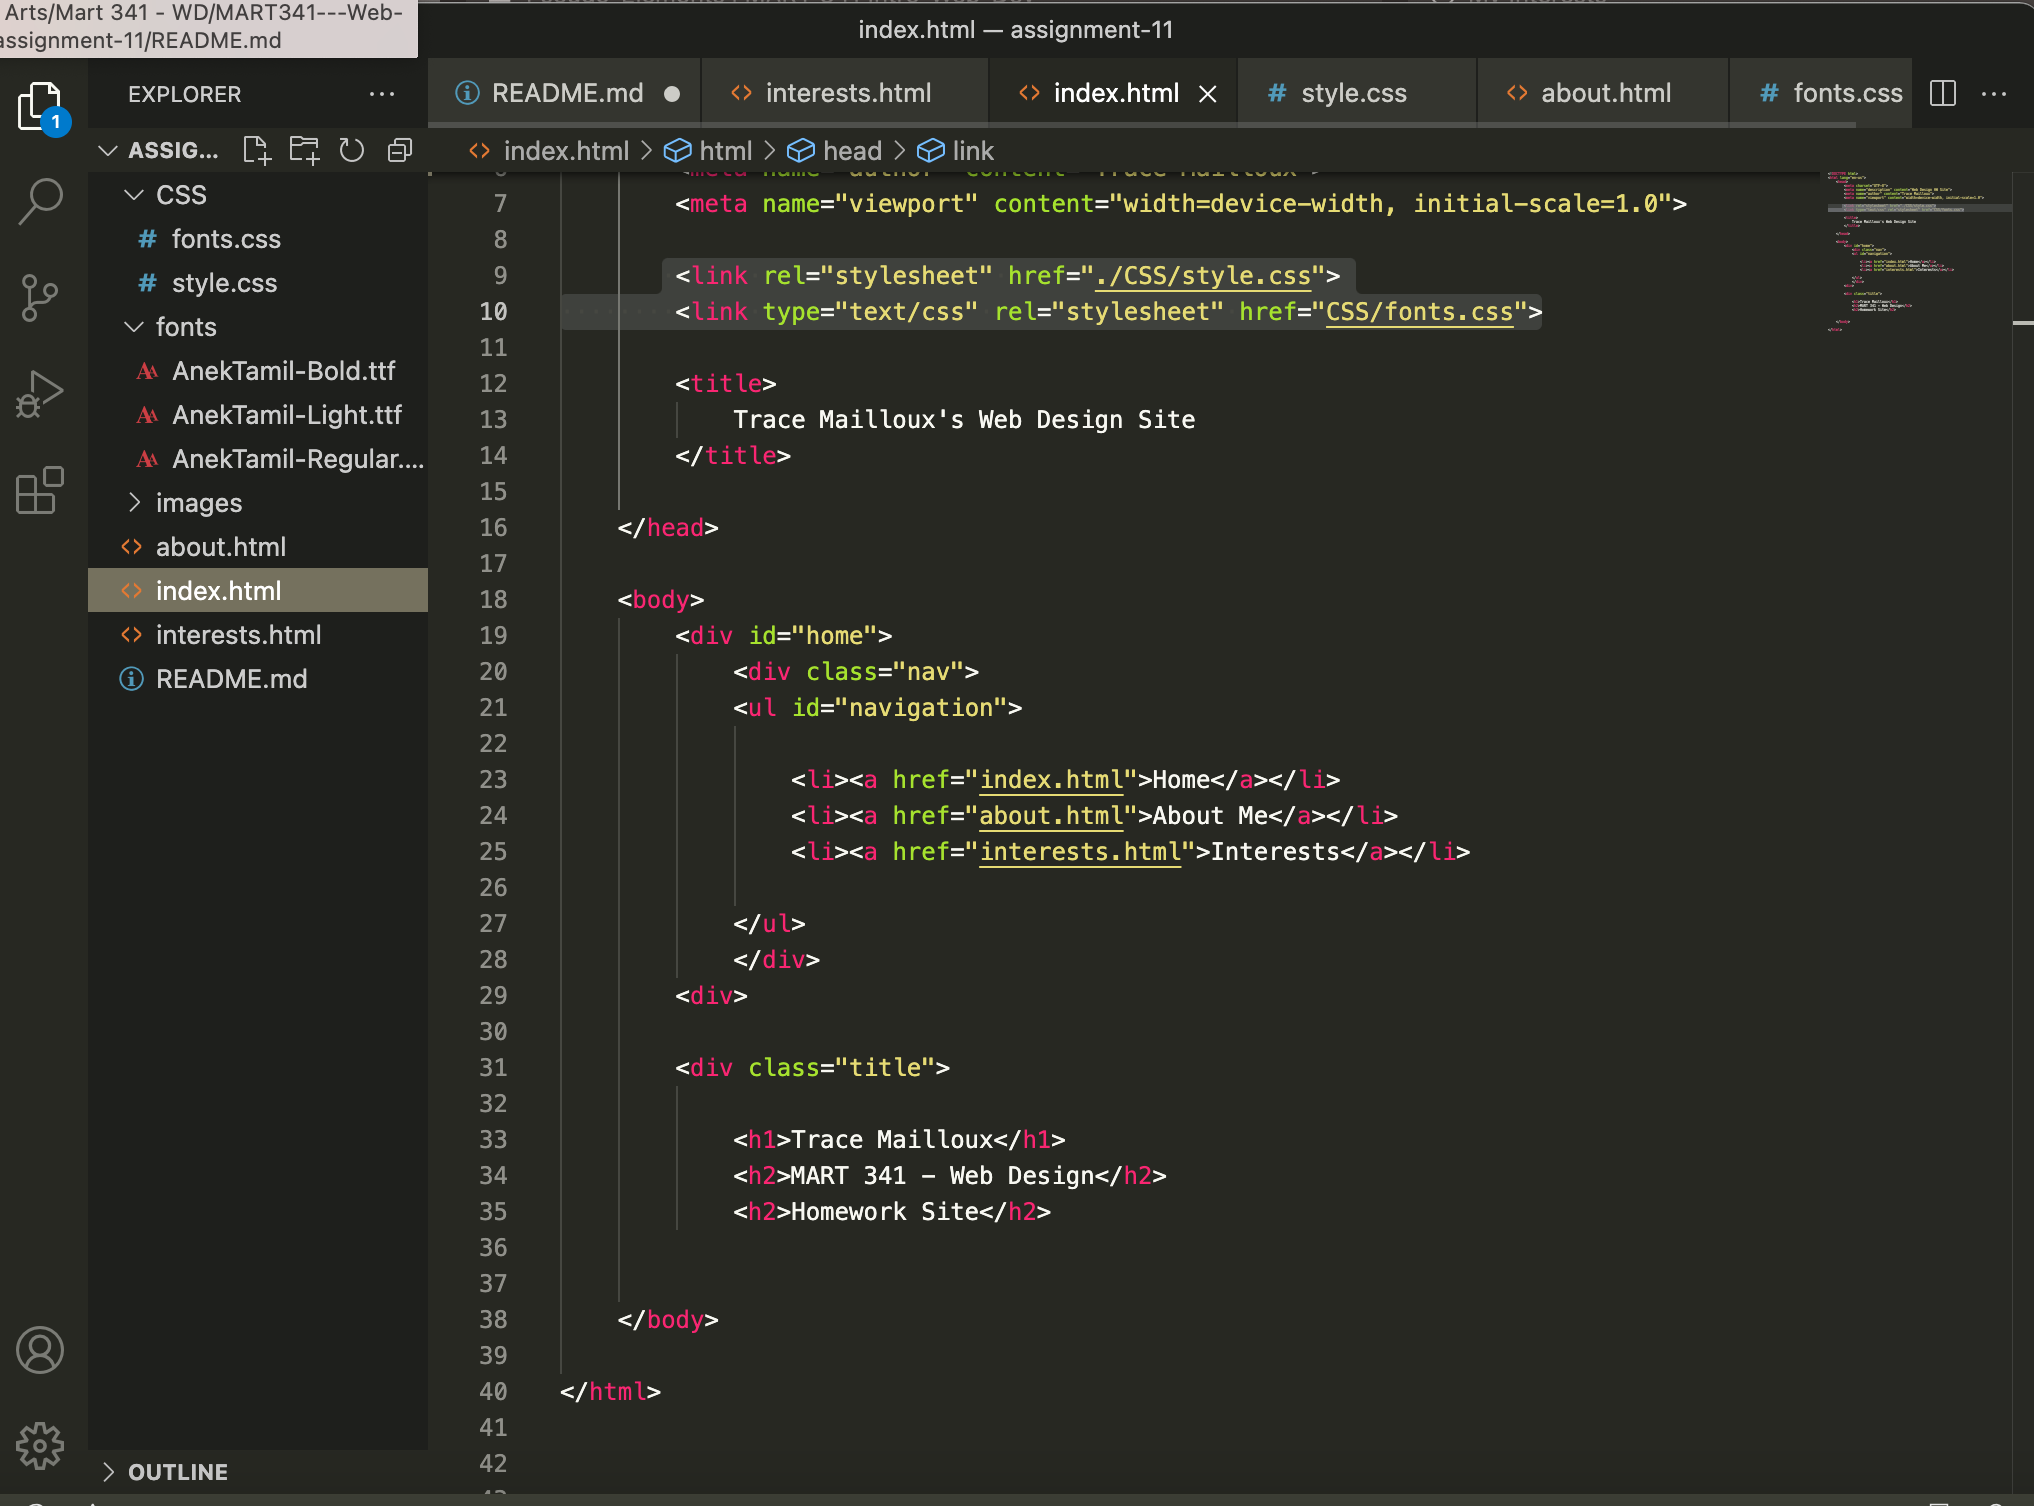 Arts/Mart 341 - WD/MART341---Web-
assignment-11/README.md
index.html — assignment-11
EXPLORER
README.md
interests.html
index.html
style.css
about.html
fonts.css
1
ASSIG...
index.html > html > head > link
CSS
fonts.css
style.css
fonts
AnekTamil-Bold.ttf
AnekTamil-Light.ttf
AnekTamil-Regular....
images
about.html
index.html
interests.html
README.md
OUTLINE
6 <meta name="author" content="Trace Mailloux">
7 <meta name="viewport" content="width=device-width, initial-scale=1.0">
8
9 <link rel="stylesheet" href="./CSS/style.css">
10 <link type="text/css" rel="stylesheet" href="CSS/fonts.css">
11
12 <title>
13 Trace Mailloux's Web Design Site
14 </title>
15
16 </head>
17
18 <body>
19 <div id="home">
20 <div class="nav">
21 <ul id="navigation">
22
23 <li><a href="index.html">Home</a></li>
24 <li><a href="about.html">About Me</a></li>
25 <li><a href="interests.html">Interests</a></li>
26
27 </ul>
28 </div>
29 <div>
30
31 <div class="title">
32
33 <h1>Trace Mailloux</h1>
34 <h2>MART 341 - Web Design</h2>
35 <h2>Homework Site</h2>
36
37
38 </body>
39
40 </html>
41
42